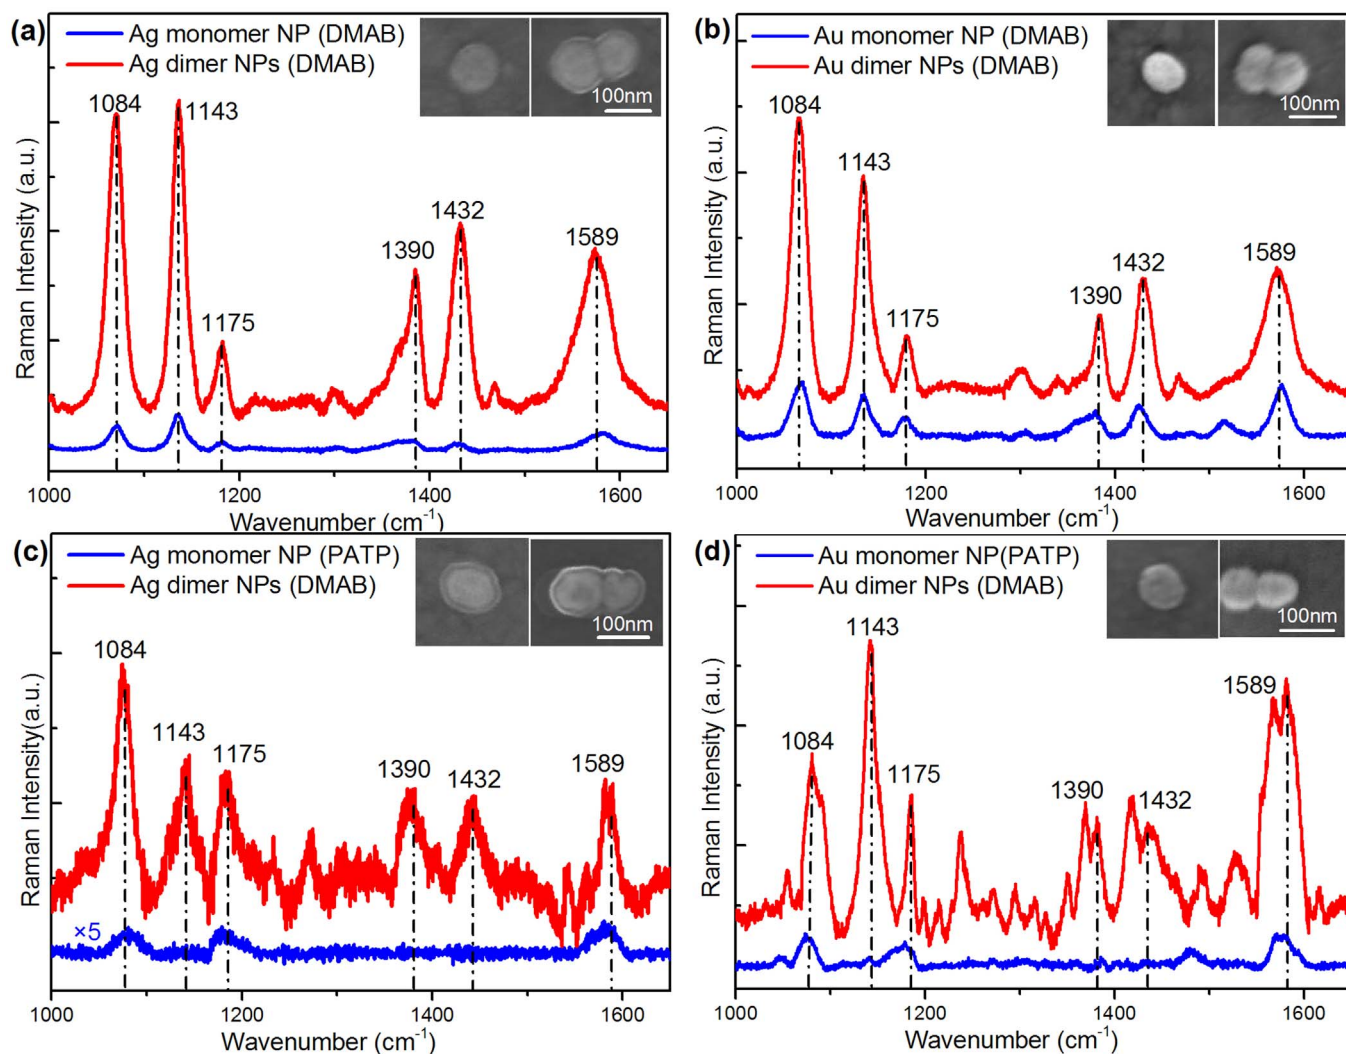 (a)
Ag monomer NP (DMAB)
Ag dimer NPs (DMAB)
100nm
1084
1143
1175
1390
1432
1589
Raman Intensity (a.u.)
1000 1200 1400 1600
Wavenumber (cm⁻¹)
(b)
Au monomer NP (DMAB)
Au dimer NPs (DMAB)
100nm
1084
1143
1175
1390
1432
1589
Raman Intensity (a.u.)
1000 1200 1400 1600
Wavenumber (cm⁻¹)
(c)
Ag monomer NP (PATP)
Ag dimer NPs (DMAB)
100nm
1084
1143
1175
1390
1432
1589
×5
Raman Intensity(a.u.)
1000 1200 1400 1600
Wavenumber (cm⁻¹)
(d)
Au monomer NP(PATP)
Au dimer NPs(DMAB)
100nm
1084
1143
1175
1390
1432
1589
Raman Intensity (a.u.)
1000 1200 1400 1600
Wavenumber (cm⁻¹)